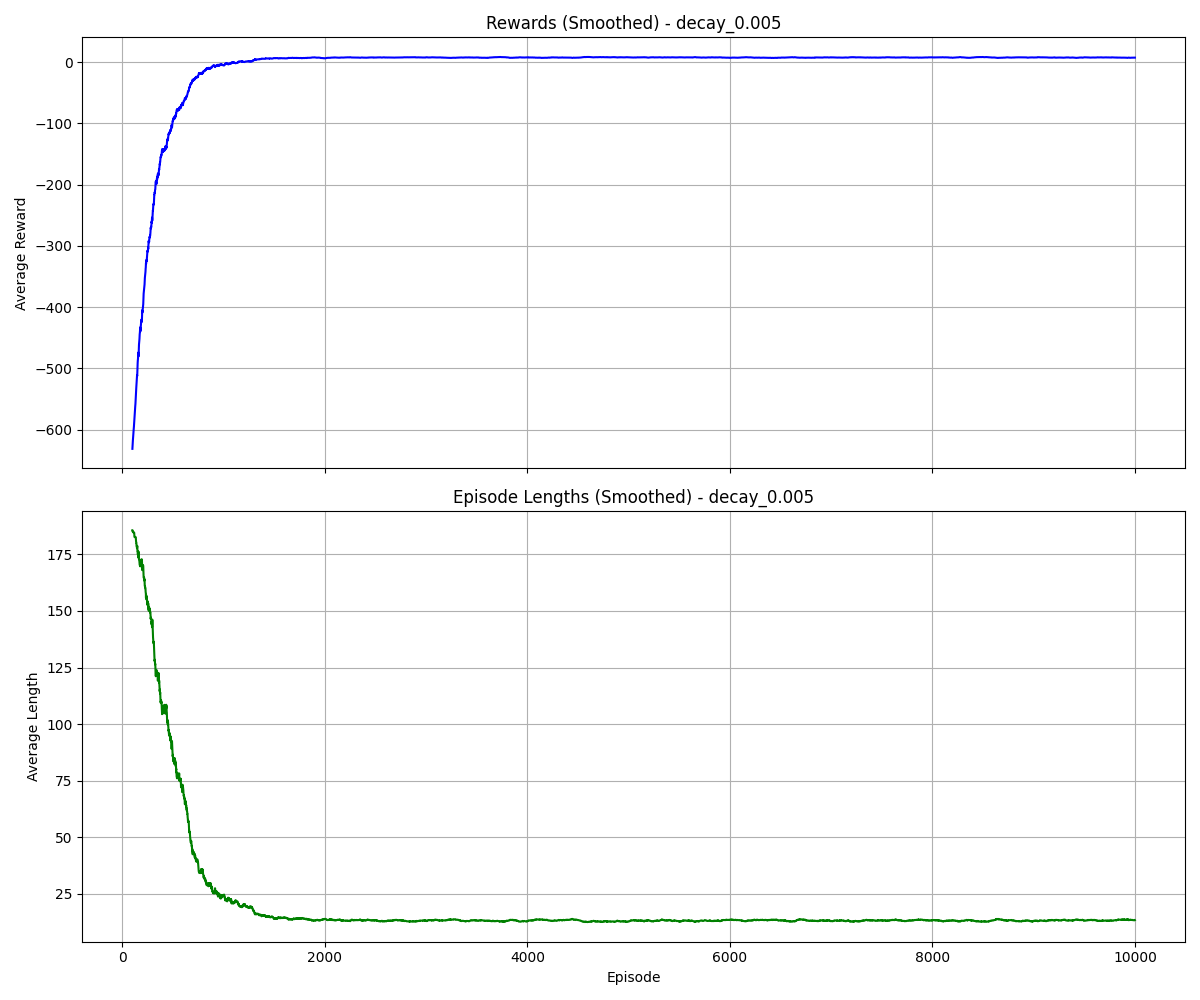 Rewards (Smoothed) - decay_0.005
0
−100
−200
−300
−400
−500
−600
Average Reward
Episode Lengths (Smoothed) - decay_0.005
175
150
125
100
75
50
25
Average Length
0 2000 4000 6000 8000 10000
Episode